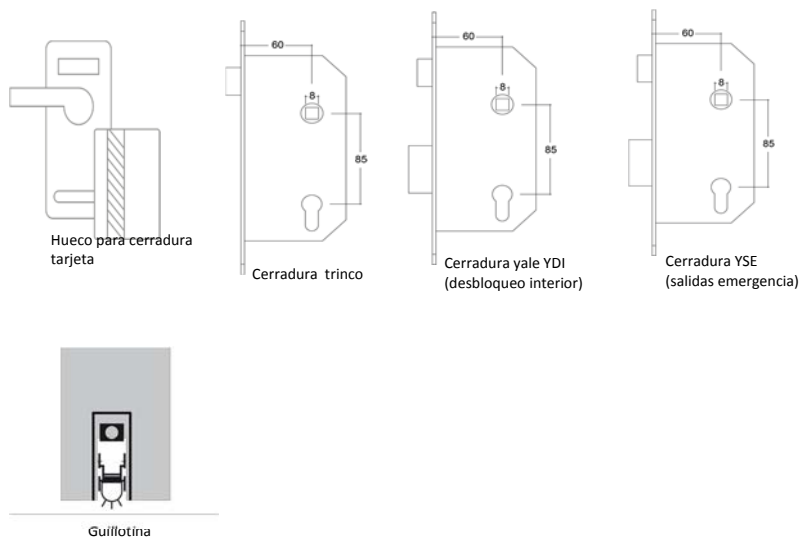 60
8
85
60
8
85
60
8
85
Hueco para cerradura
tarjeta
Cerradura trinco
Cerradura yale YDI
(desbloqueo interior)
Cerradura YSE
(salidas emergencia)
Guillotina